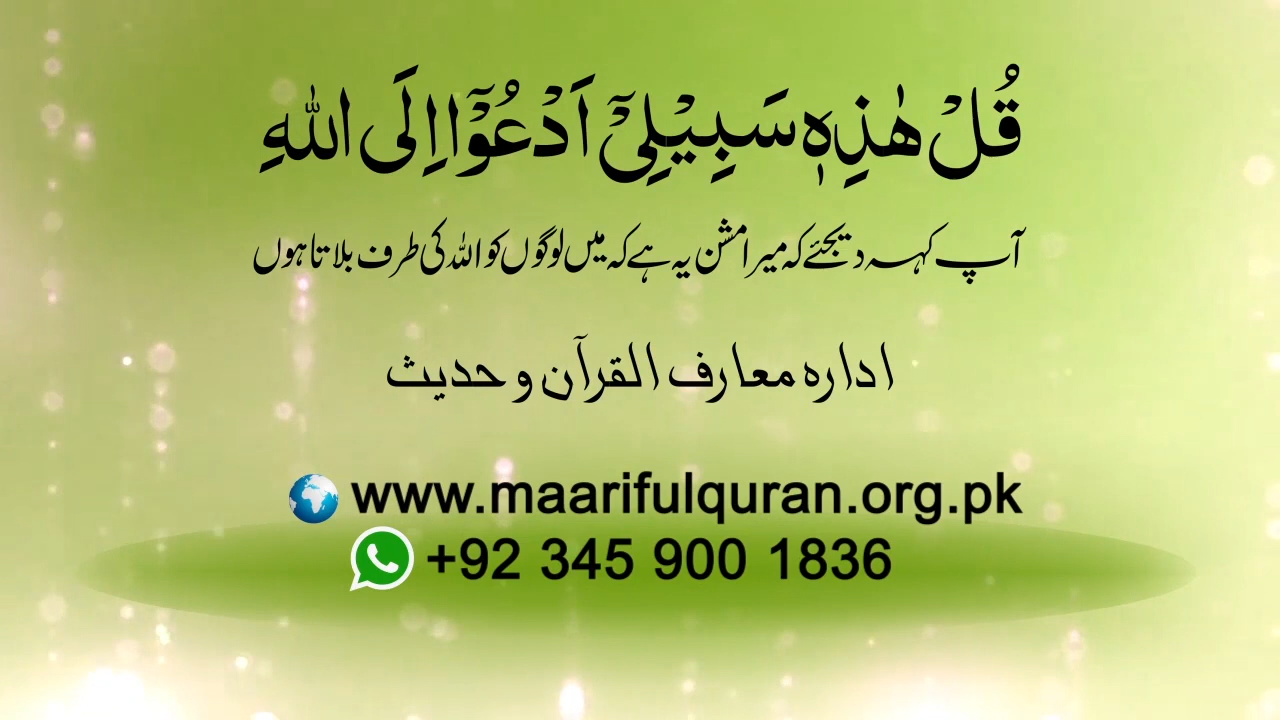 قُلْ هٰذِهٖ سَبِيْلِيْٓ اَدْعُوْٓا اِلَى اللّٰهِ
آپ کہہ دیجئے کہ میرا مشن یہ ہے کہ میں لوگوں کو اللہ کی طرف بلاتا ہوں
ادارہ معارف القرآن و حدیث
www.maarifulquran.org.pk
+92 345 900 1836